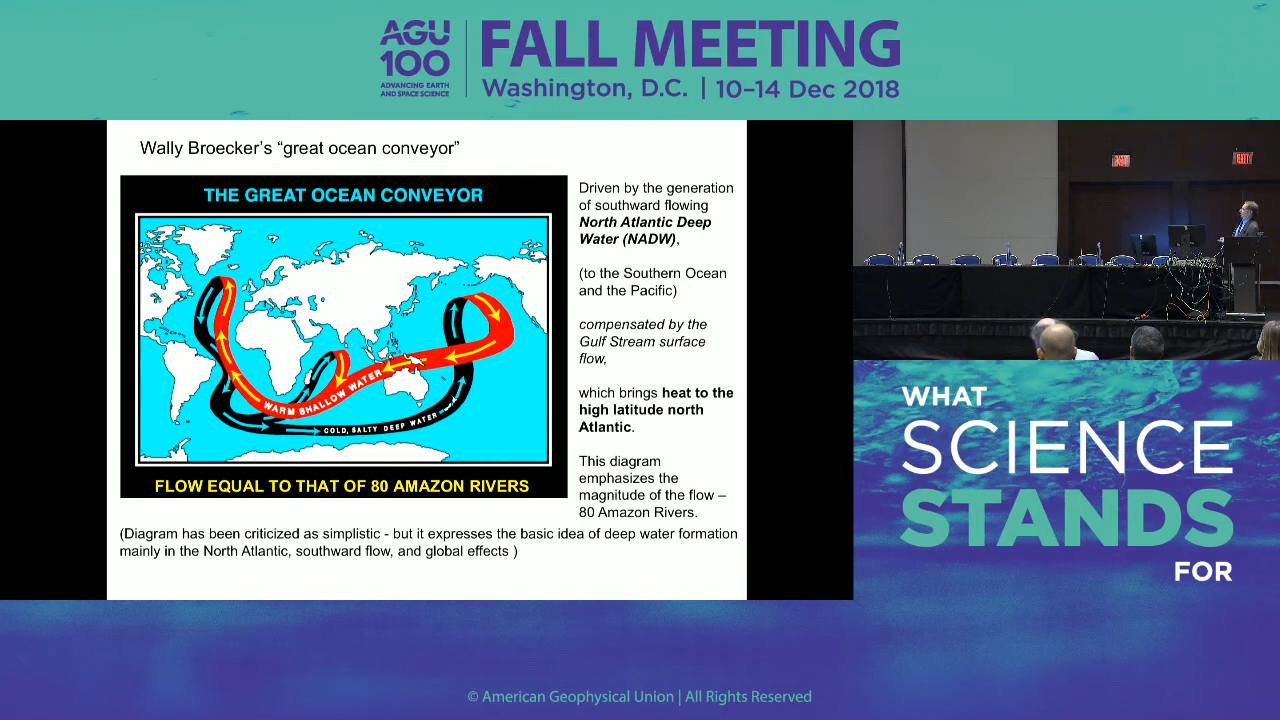 AGU
100
ADVANCING EARTH
AND SPACE SCIENCE
FALL MEETING
Washington, D.C. | 10–14 Dec 2018
Wally Broecker's “great ocean conveyor”
THE GREAT OCEAN CONVEYOR
WARM SHALLOW WATER
COLD, SALTY DEEP WATER
FLOW EQUAL TO THAT OF 80 AMAZON RIVERS
Driven by the generation
of southward flowing
North Atlantic Deep
Water (NADW),
(to the Southern Ocean
and the Pacific)
compensated by the
Gulf Stream surface
flow,
which brings heat to the
high latitude north
Atlantic.
This diagram
emphasizes the
magnitude of the flow –
80 Amazon Rivers.
(Diagram has been criticized as simplistic - but it expresses the basic idea of deep water formation
mainly in the North Atlantic, southward flow, and global effects )
EXIT
WHAT
SCIENCE
STANDS
FOR
© American Geophysical Union | All Rights Reserved